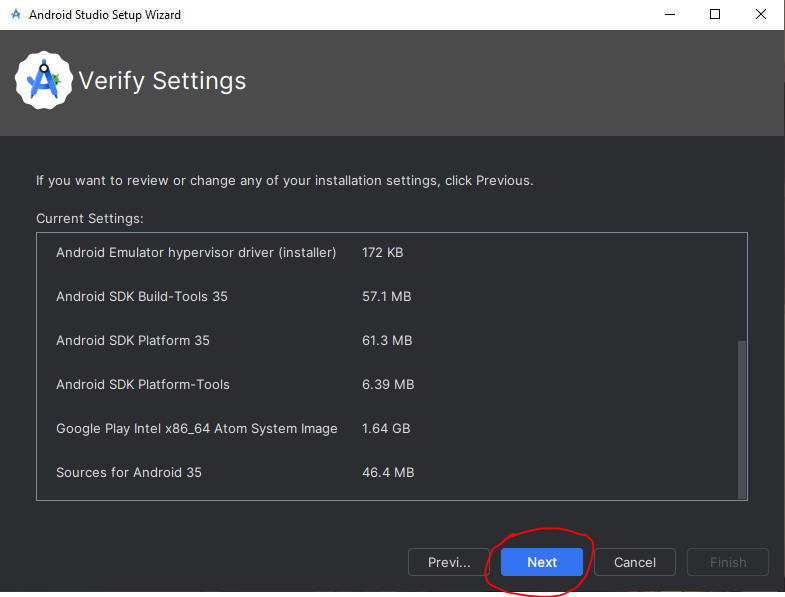 Android Studio Setup Wizard
Verify Settings
If you want to review or change any of your installation settings, click Previous.
Current Settings:
Android Emulator hypervisor driver (installer) 172 KB
Android SDK Build-Tools 35 57.1 MB
Android SDK Platform 35 61.3 MB
Android SDK Platform-Tools 6.39 MB
Google Play Intel x86_64 Atom System Image 1.64 GB
Sources for Android 35 46.4 MB
Previ... Next Cancel Finish